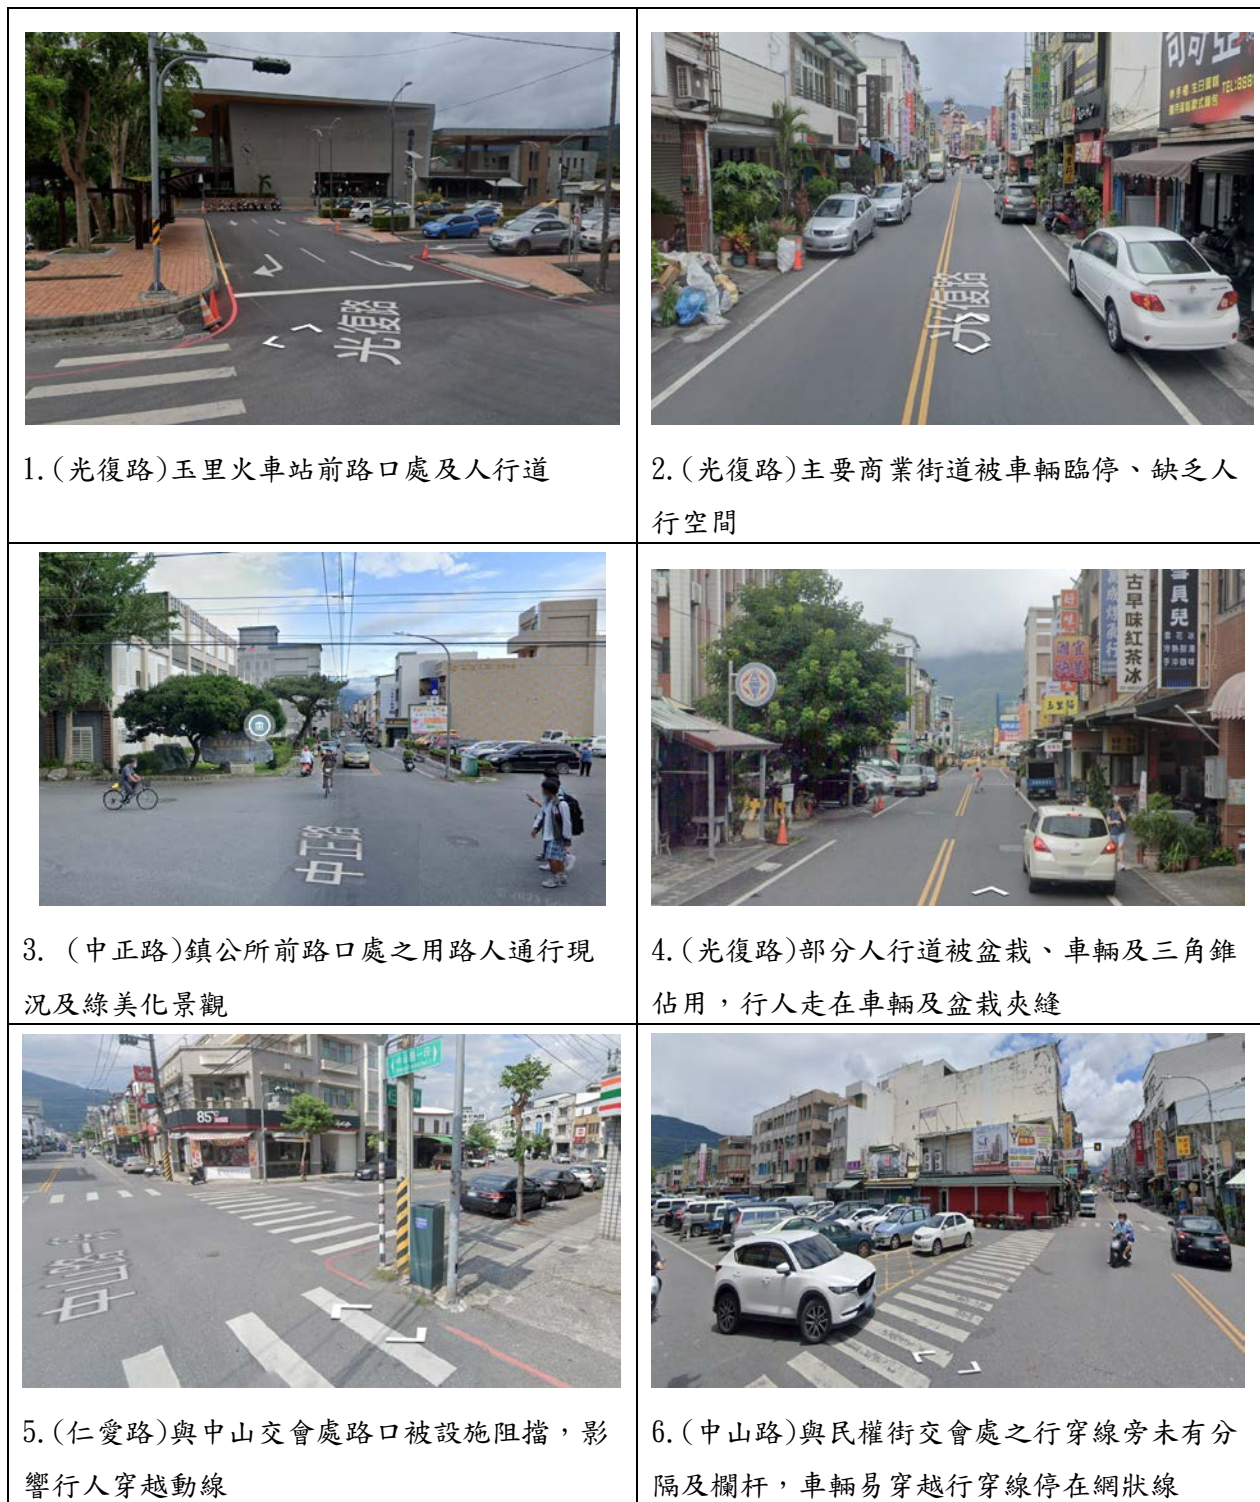 光復路
司可亞
TEL:888
光復路
1.(光復路)玉里火車站前路口處及人行道
2.(光復路)主要商業街道被車輛臨停、缺乏人
行空間
中正路
古早味紅茶冰
3. (中正路)鎮公所前路口處之用路人通行現
況及綠美化景觀
4.(光復路)部分人行道被盆栽、車輛及三角錐
佔用，行人走在車輛及盆栽夾縫
85℃
中山路一段
5.(仁愛路)與中山交會處路口被設施阻擋，影
響行人穿越動線
6.(中山路)與民權街交會處之行穿線旁未有分
隔及欄杆，車輛易穿越行穿線停在網狀線